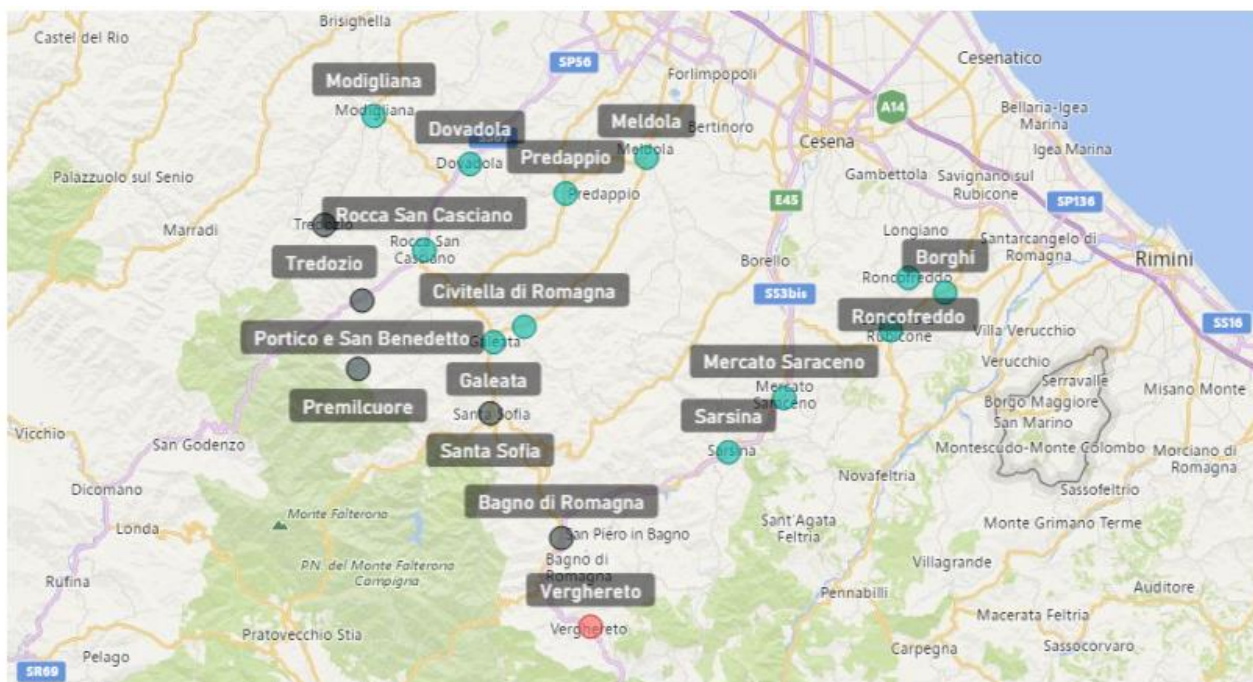 Brisighella
Castel del Rio
SP56
Cesenatico
Forlimpopoli
Modigliana
Modigliana
A14
Bellaria-Igea
Marina
Dovadola
Meldola
Bertinoro
Cesena
Igea Marina
Predappio
Meldola
Dovadola
Palazzuolo sul Senio
Gambettola
Savignano sul
Rubicone
Predappio
E45
SP136
Rocca San Casciano
Tredozio
Marradi
Longiano
Santarcangelo di
Romagna
Rocca San
Casciano
Borghi
Rimini
Tredozio
Borello
Roncofreddo
Civitella di Romagna
SS3bis
Roncofreddo
SS16
Villa Verucchio
Rubicone
Portico e San Benedetto
Galeata
Mercato Saraceno
Verucchio
Galeata
Serravalle
Mercato
Saraceno
Misano Monte
Premilcuore
Borgo Maggiore
Santa Sofia
Sarsina
San Marino
Vicchio
San Godenzo
Santa Sofia
Sarsina
Montescudo-Monte Colombo
Morciano di
Romagna
Novafeltria
Dicomano
Sassofeltrio
Bagno di Romagna
Monte Falterona
Londa
San Piero in Bagno
Sant'Agata
Feltria
Monte Grimano Terme
P.N. del Monte Falterona
Campigna
Bagno di
Romagna
Villagrande
Rufina
Verghereto
Pennabilli
Auditore
Macerata Feltria
Verghereto
Pratovecchio Stia
Carpegna
Sassocorvaro
Pelago
SR69